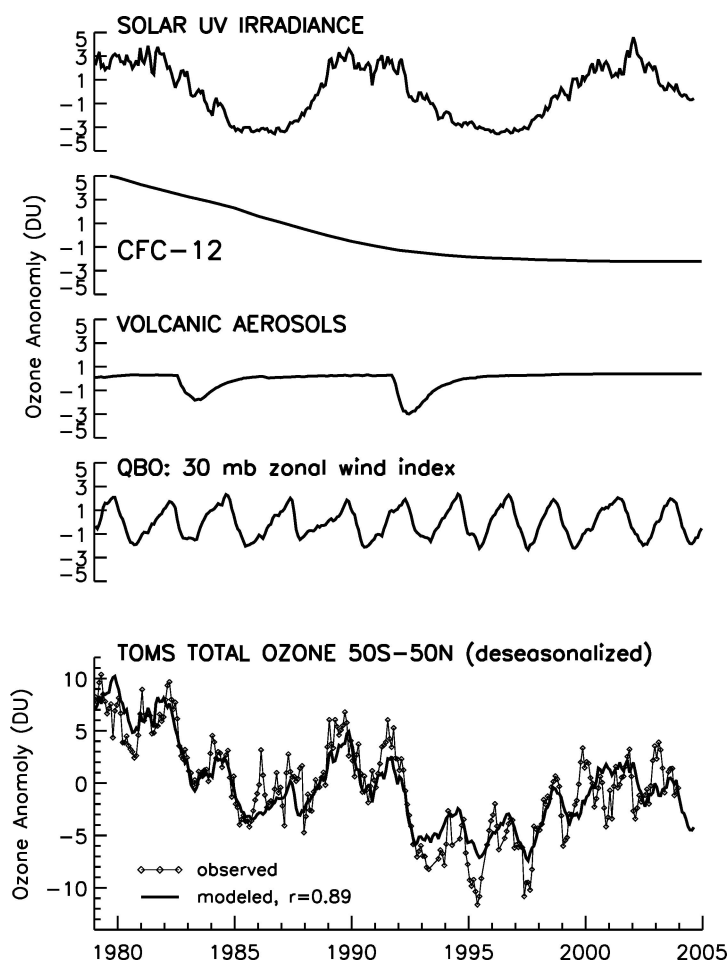 SOLAR UV IRRADIANCE
5
3
1
−1
−3
−5
5
3
1
−1
−3
−5
CFC−12
Ozone Anonomly (DU)
VOLCANIC AEROSOLS
5
3
1
−1
−3
−5
QBO: 30 mb zonal wind index
5
3
1
−1
−3
−5
TOMS TOTAL OZONE 50S−50N (deseasonalized)
Ozone Anomoly (DU)
10
5
0
−5
−10
observed
modeled, r=0.89
1980 1985 1990 1995 2000 2005